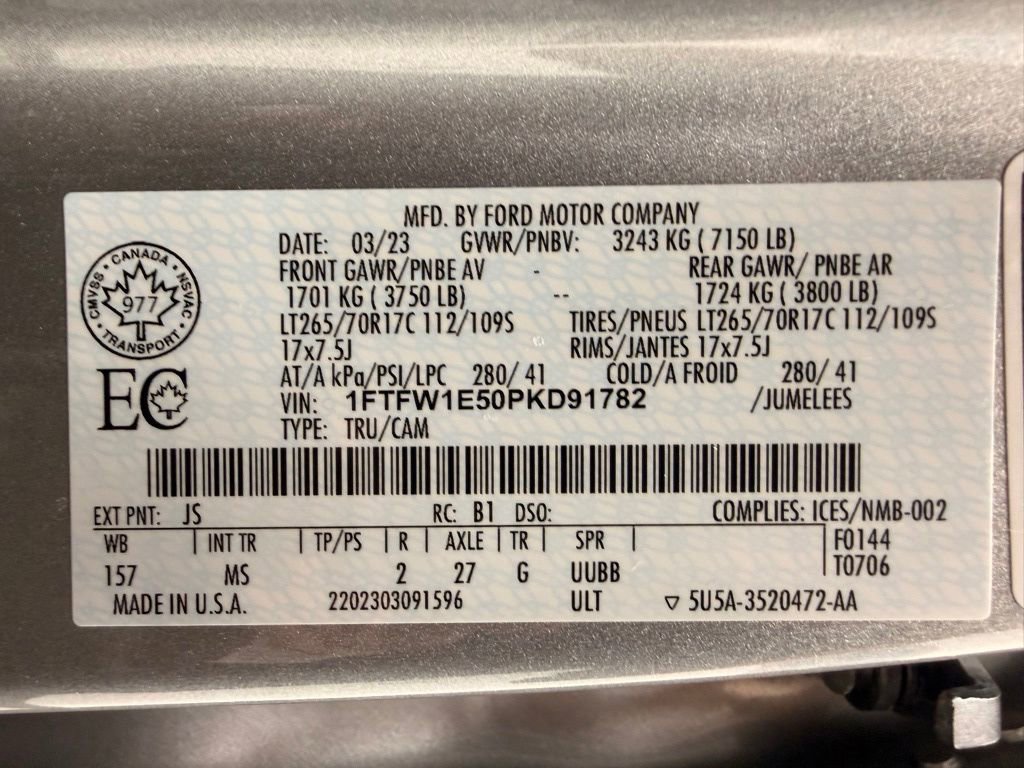 MFD. BY FORD MOTOR COMPANY
DATE: 03/23 GVWR/PNBV: 3243 KG ( 7150 LB)
FRONT GAWR/PNBE AV - REAR GAWR/ PNBE AR
1701 KG ( 3750 LB) -- 1724 KG ( 3800 LB)
LT265/70R17C 112/109S TIRES/PNEUS LT265/70R17C 112/109S
17x7.5J RIMS/JANTES 17x7.5J
AT/A kPa/PSI/LPC 280/ 41 COLD/A FROID 280/ 41
VIN: 1FTFW1E50PKD91782 /JUMELEES
TYPE: TRU/CAM
CMVSS • CANADA • NSVAC • TRANSPORT •
977
EC
EXT PNT: JS RC: B1 DSO: COMPLIES: ICES/NMB-002
WB | INT TR | TP/PS | R | AXLE | TR | SPR | F0144
157 MS 2 27 G UUBB T0706
MADE IN U.S.A. 2202303091596 ULT ▽ 5U5A-3520472-AA